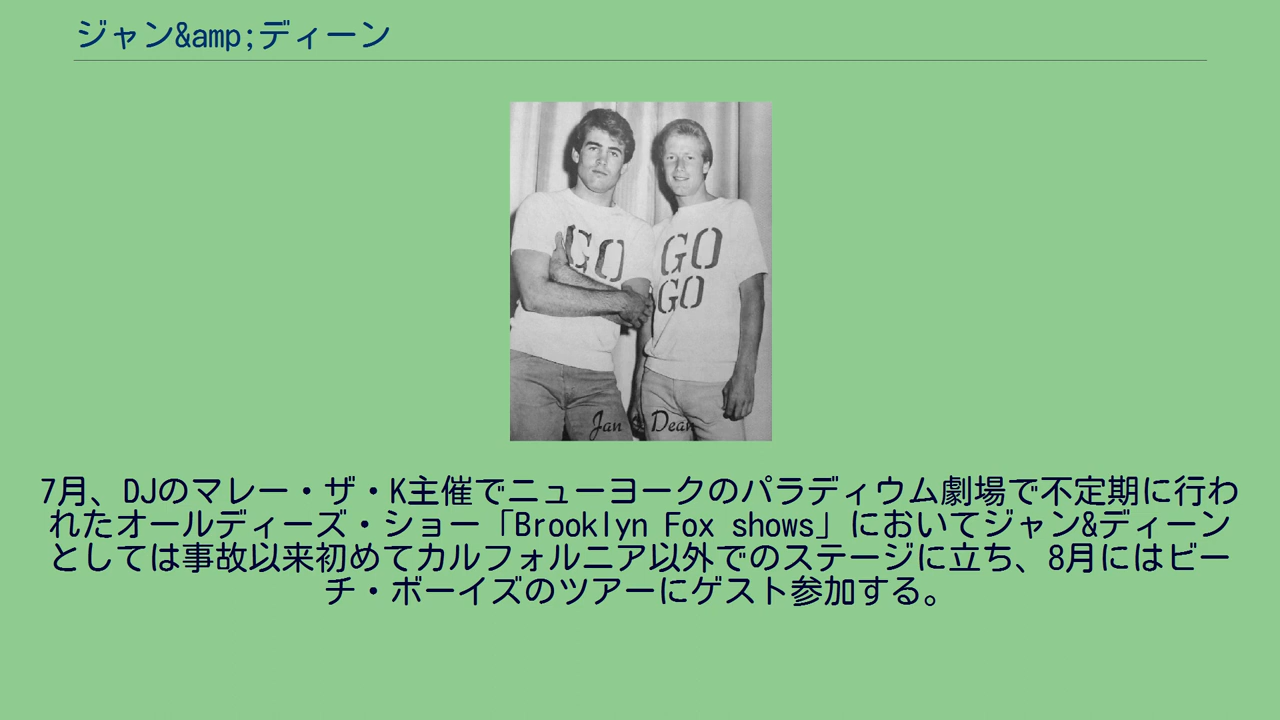 ジャン&amp;ディーン
GO
GO
GO
Jan & Dean
7月、DJのマレー・ザ・K主催でニューヨークのパラディウム劇場で不定期に行わ
れたオールディーズ・ショー「Brooklyn Fox shows」においてジャン&ディーン
としては事故以来初めてカルフォルニア以外でのステージに立ち、8月にはビー
チ・ボーイズのツアーにゲスト参加する。